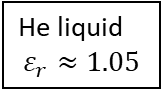 He liquid
εᵣ ≈ 1.05